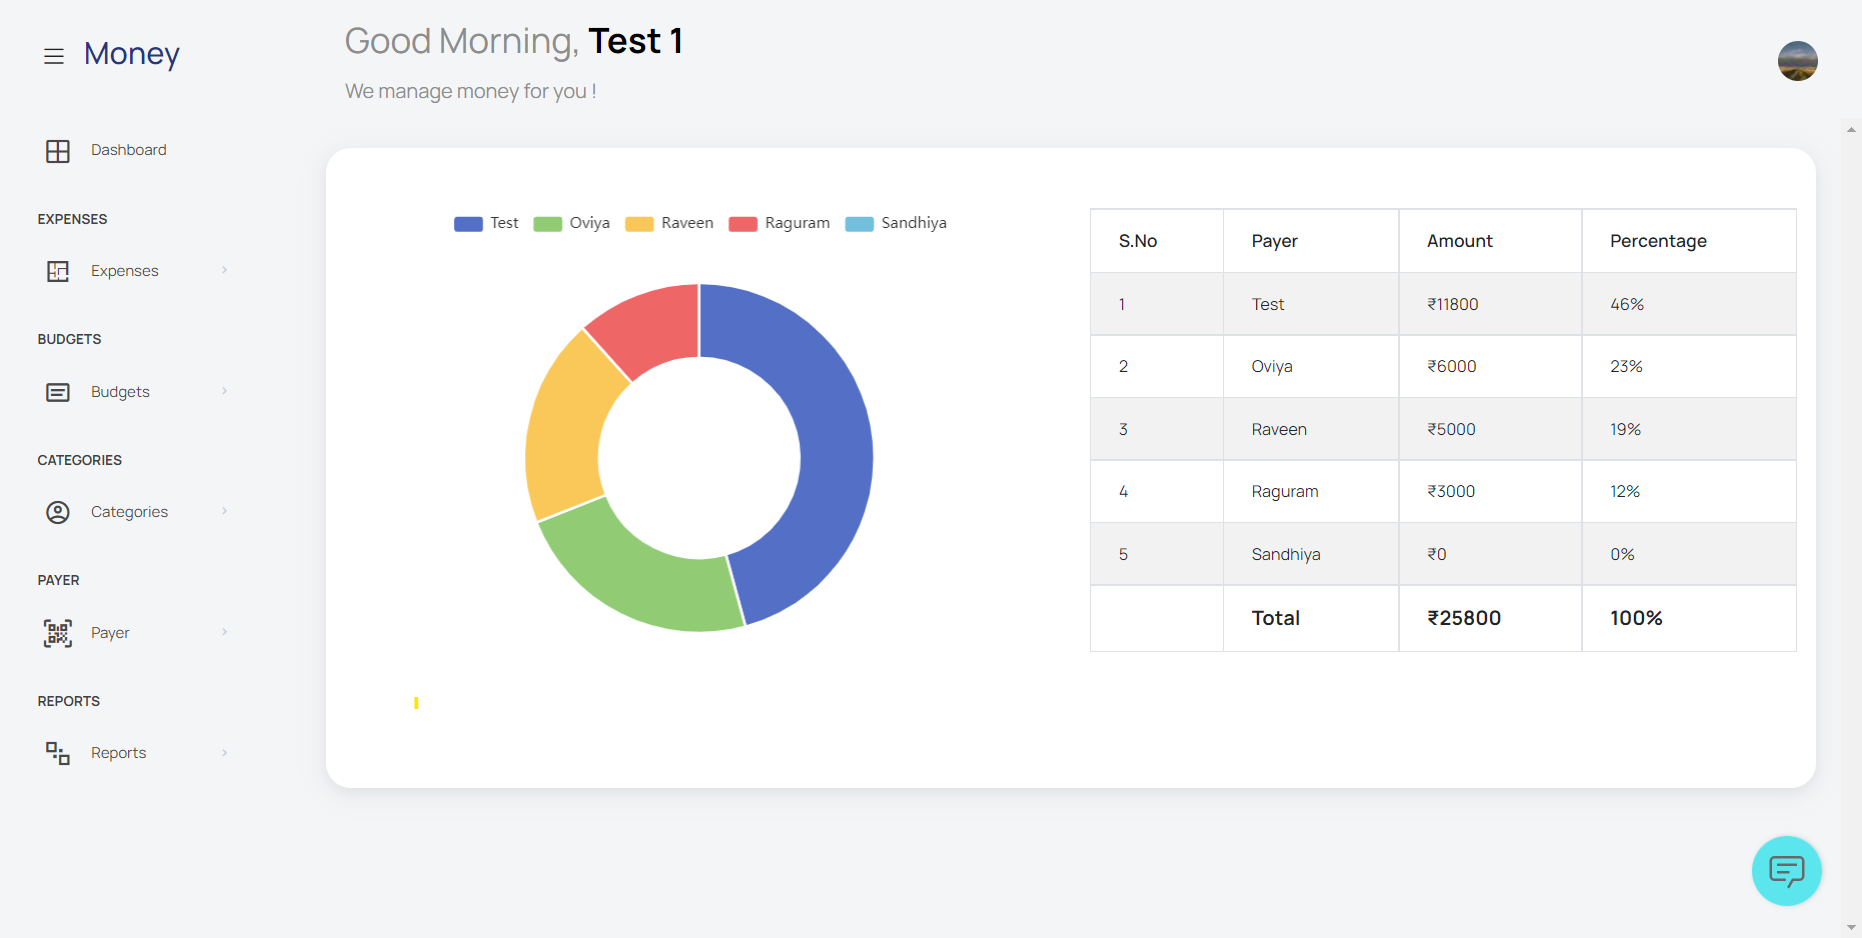 Money
Good Morning, Test 1
We manage money for you !
Dashboard
EXPENSES
Expenses
BUDGETS
Budgets
CATEGORIES
Categories
PAYER
Payer
REPORTS
Reports
Test Oviya Raveen Raguram Sandhiya
S.No Payer Amount Percentage
1 Test ₹11800 46%
2 Oviya ₹6000 23%
3 Raveen ₹5000 19%
4 Raguram ₹3000 12%
5 Sandhiya ₹0 0%
Total ₹25800 100%